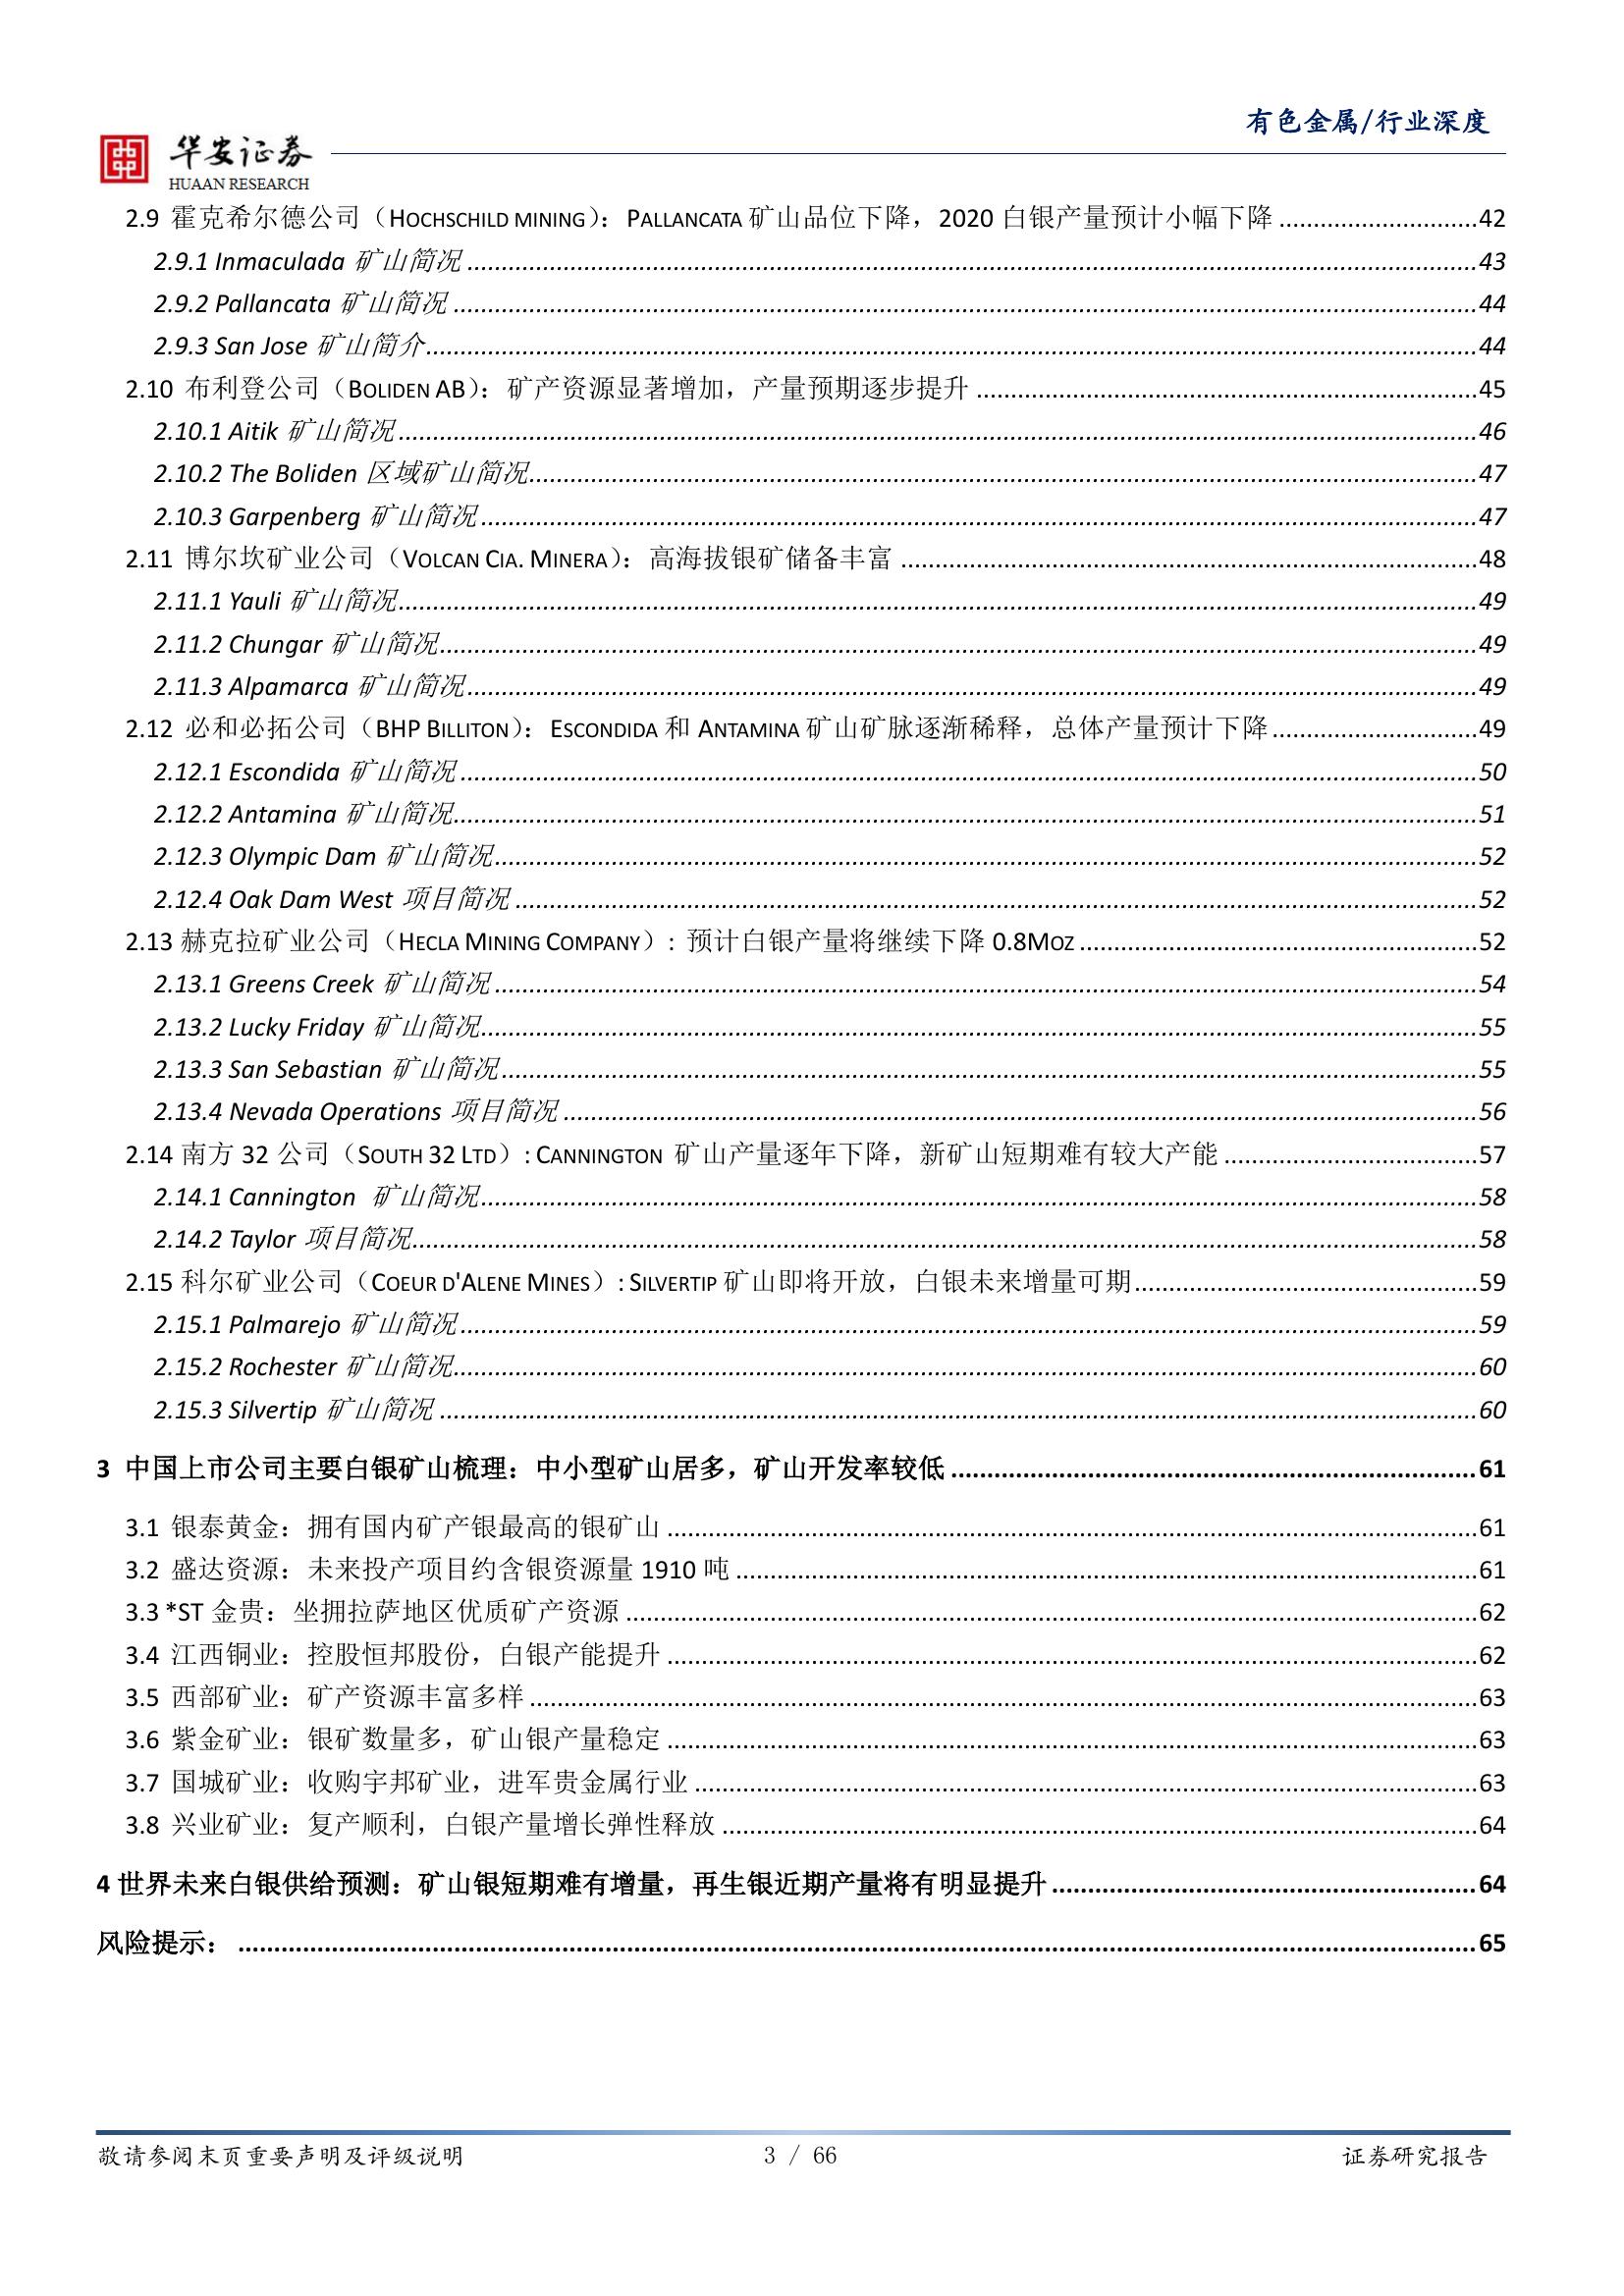 有色金属/行业深度
华安证券
HUAAN RESEARCH
2.9 霍克希尔德公司（HOCHSCHILD MINING）：PALLANCATA 矿山品位下降，2020 白银产量预计小幅下降 ....................42
2.9.1 Inmaculada 矿山简况 ....................43
2.9.2 Pallancata 矿山简况 ....................44
2.9.3 San Jose 矿山简介....................44
2.10 布利登公司（BOLIDEN AB）：矿产资源显著增加，产量预期逐步提升 ....................45
2.10.1 Aitik 矿山简况....................46
2.10.2 The Boliden 区域矿山简况....................47
2.10.3 Garpenberg 矿山简况....................47
2.11 博尔坎矿业公司（VOLCAN CIA. MINERA）：高海拔银矿储备丰富 ....................48
2.11.1 Yauli 矿山简况....................49
2.11.2 Chungar 矿山简况....................49
2.11.3 Alpamarca 矿山简况....................49
2.12 必和必拓公司（BHP BILLITON）：ESCONDIDA 和 ANTAMINA 矿山矿脉逐渐稀释，总体产量预计下降....................49
2.12.1 Escondida 矿山简况....................50
2.12.2 Antamina 矿山简况....................51
2.12.3 Olympic Dam 矿山简况....................52
2.12.4 Oak Dam West 项目简况....................52
2.13 赫克拉矿业公司（HECLA MINING COMPANY）: 预计白银产量将继续下降 0.8MOZ ....................52
2.13.1 Greens Creek 矿山简况....................54
2.13.2 Lucky Friday 矿山简况....................55
2.13.3 San Sebastian 矿山简况....................55
2.13.4 Nevada Operations 项目简况....................56
2.14 南方 32 公司（SOUTH 32 LTD）: CANNINGTON 矿山产量逐年下降，新矿山短期难有较大产能 ....................57
2.14.1 Cannington 矿山简况....................58
2.14.2 Taylor 项目简况....................58
2.15 科尔矿业公司（COEUR D'ALENE MINES）: SILVERTIP 矿山即将开放，白银未来增量可期....................59
2.15.1 Palmarejo 矿山简况....................59
2.15.2 Rochester 矿山简况....................60
2.15.3 Silvertip 矿山简况 ....................60
3 中国上市公司主要白银矿山梳理：中小型矿山居多，矿山开发率较低 ....................61
3.1 银泰黄金：拥有国内矿产银最高的银矿山 ....................61
3.2 盛达资源：未来投产项目约含银资源量 1910 吨 ....................61
3.3 *ST 金贵：坐拥拉萨地区优质矿产资源 ....................62
3.4 江西铜业：控股恒邦股份，白银产能提升 ....................62
3.5 西部矿业：矿产资源丰富多样 ....................63
3.6 紫金矿业：银矿数量多，矿山银产量稳定 ....................63
3.7 国城矿业：收购宇邦矿业，进军贵金属行业 ....................63
3.8 兴业矿业：复产顺利，白银产量增长弹性释放 ....................64
4 世界未来白银供给预测：矿山银短期难有增量，再生银近期产量将有明显提升 ....................64
风险提示： ....................65
敬请参阅末页重要声明及评级说明 3 / 66 证券研究报告